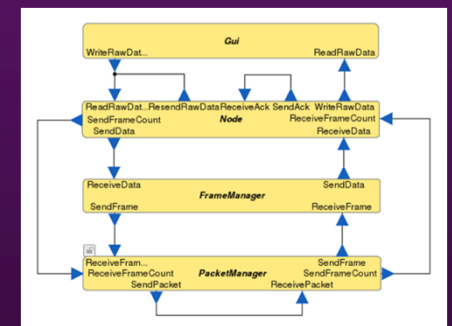 Gui
WriteRawDat... ReadRawData
ReadRawDat... ResendRawData ReceiveAck SendAck WriteRawData
SendFrameCount Node ReceiveFrameCount
SendData ReceiveData
ReceiveData SendData
FrameManager
SendFrame ReceiveFrame
ReceiveFram... SendFrame
ReceiveFrameCount PacketManager SendFrameCount
SendPacket ReceivePacket